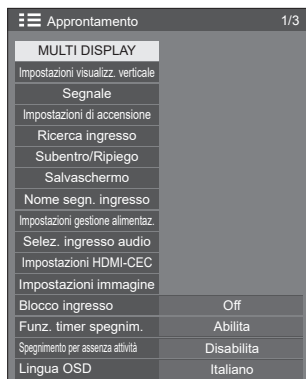 Approntamento 1/3
MULTI DISPLAY
Impostazioni visualizz. verticale
Segnale
Impostazioni di accensione
Ricerca ingresso
Subentro/Ripiego
Salvaschermo
Nome segn. ingresso
Impostazioni gestione alimentaz.
Selez. ingresso audio
Impostazioni HDMI-CEC
Impostazioni immagine
Blocco ingresso Off
Funz. timer spegnim. Abilita
Spegnimento per assenza attività Disabilita
Lingua OSD Italiano